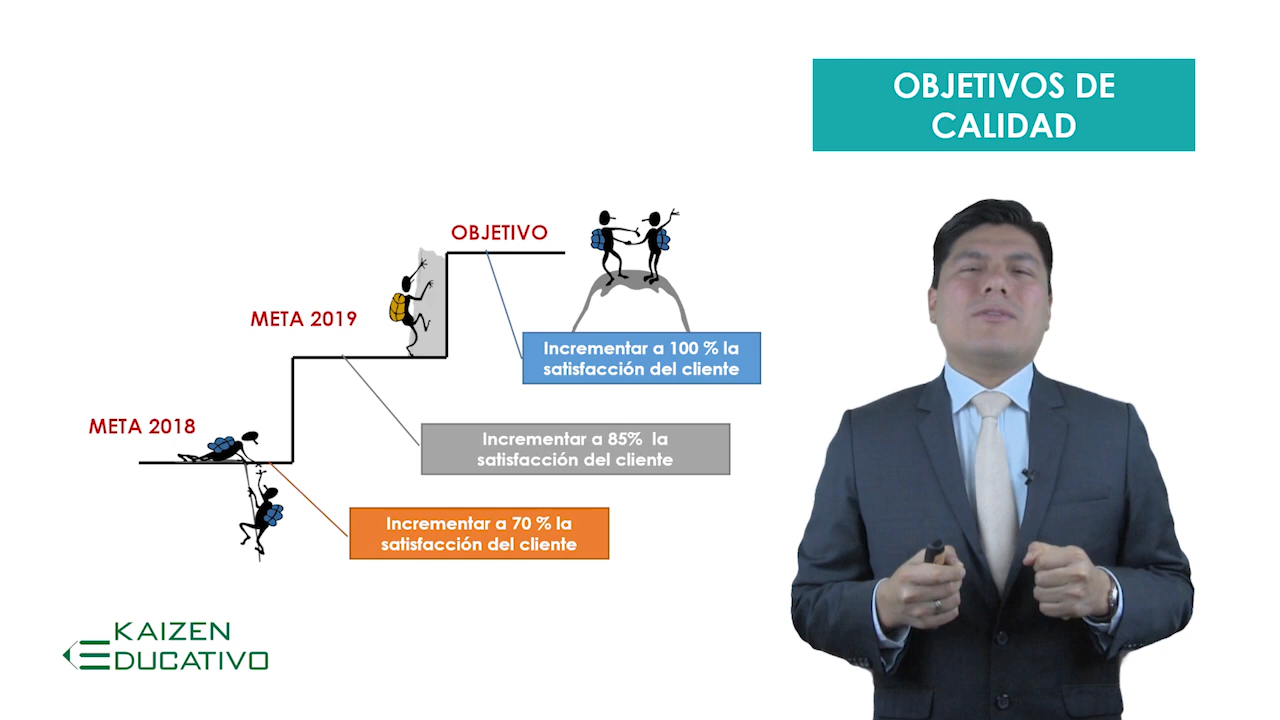 OBJETIVOS DE
CALIDAD
OBJETIVO
META 2019
Incrementar a 100 % la
satisfacción del cliente
META 2018
Incrementar a 85% la
satisfacción del cliente
Incrementar a 70 % la
satisfacción del cliente
KAIZEN
EDUCATIVO